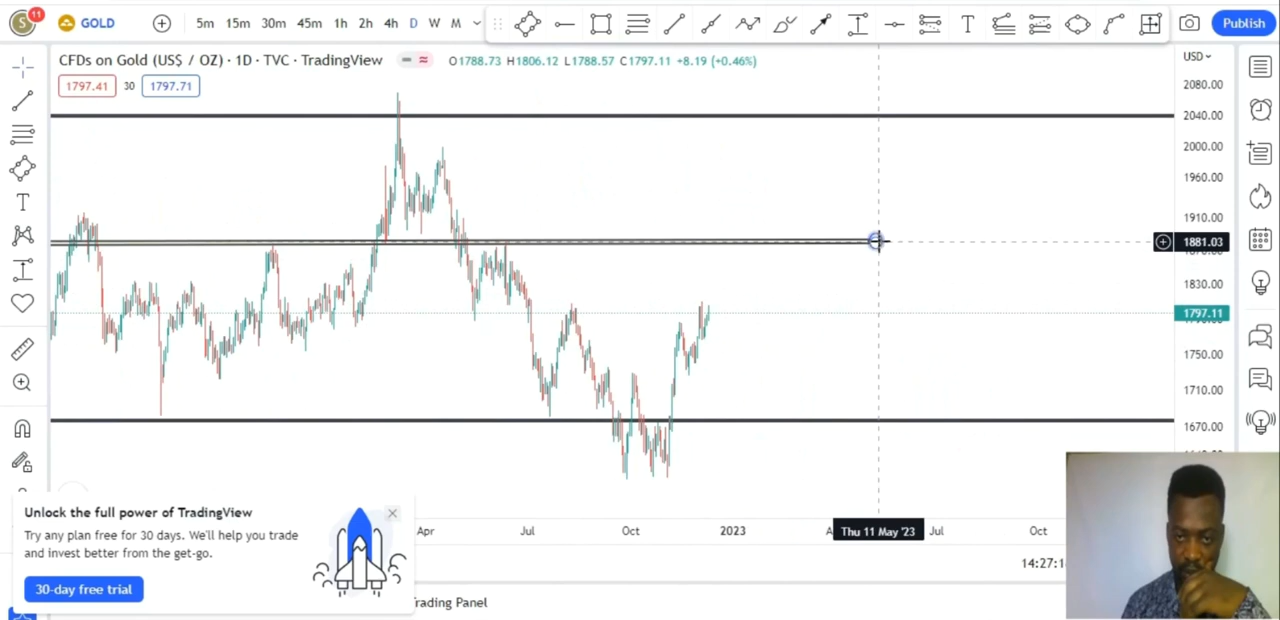 S 11 GOLD 5m 15m 30m 45m 1h 2h 4h D W M T Publish
CFDs on Gold (US$ / OZ) · 1D · TVC · TradingView O1788.73 H1806.12 L1788.57 C1797.11 +8.19 (+0.46%)
1797.41 30 1797.71
USD
2080.00
2040.00
2000.00
1960.00
1910.00
1881.03
1830.00
1797.11
1750.00
1710.00
1670.00
Unlock the full power of TradingView
Try any plan free for 30 days. We'll help you trade
and invest better from the get-go.
30-day free trial
Apr Jul Oct 2023 A Thu 11 May '23 Jul Oct
14:27:1
rading Panel